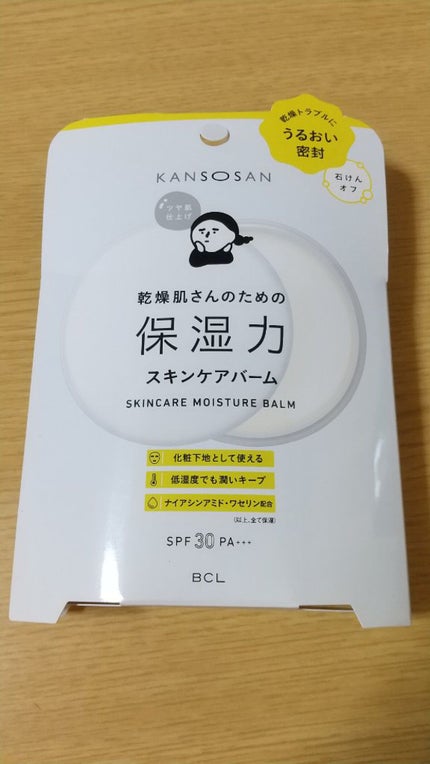 乾燥トラブルに
うるおい
密封
石けん
オフ
KANSOSAN
ツヤ肌
仕上げ
乾燥肌さんのための
保湿力
スキンケアバーム
SKINCARE MOISTURE BALM
化粧下地として使える
低湿度でも潤いキープ
ナイアシンアミド・ワセリン配合
(以上、全て保湿)
SPF 30 PA+++
BCL